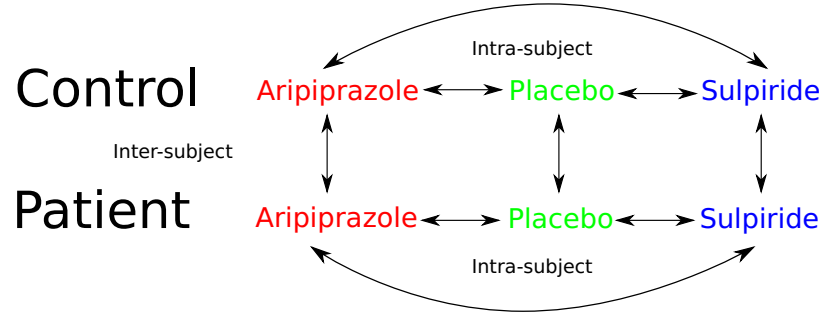 Intra-subject
Control
Aripiprazole Placebo Sulpiride
Inter-subject
Patient
Aripiprazole Placebo Sulpiride
Intra-subject